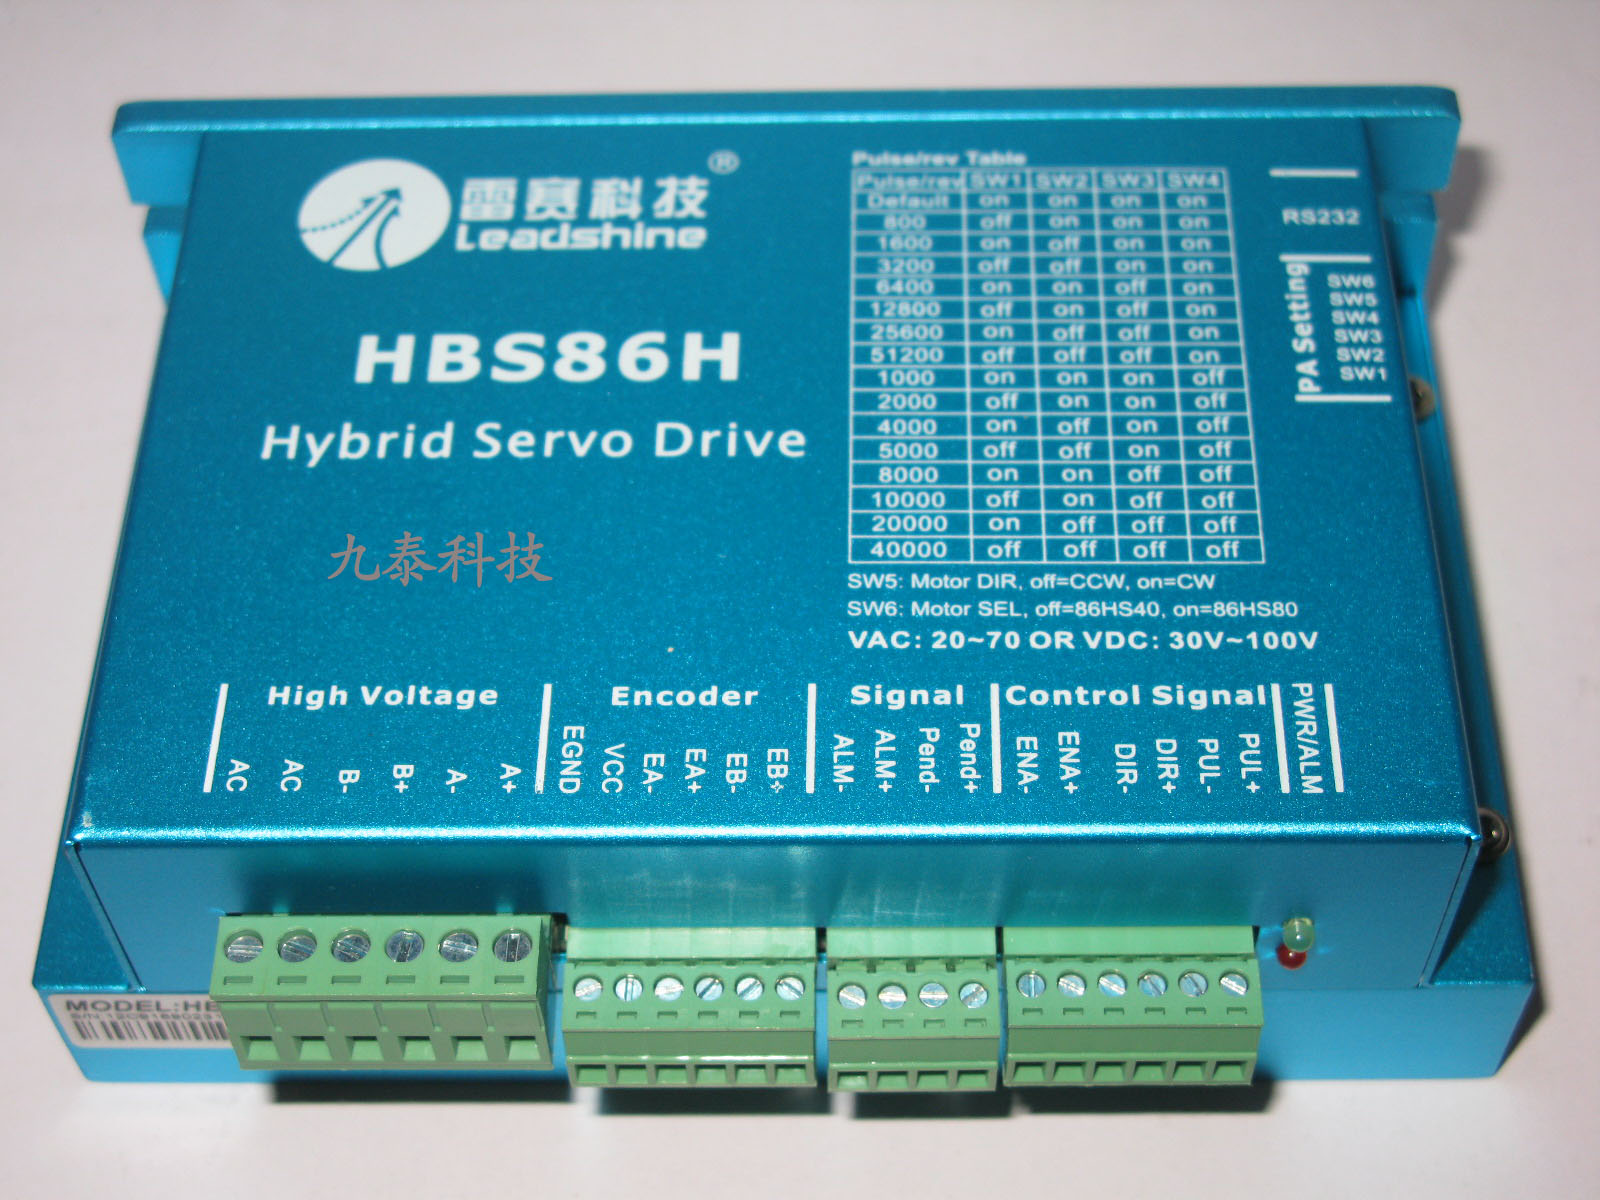 雷赛科技®
Leadshine
HBS86H
Hybrid Servo Drive
九泰科技
Pulse/rev Table
Pulse/rev SW1 SW2 SW3 SW4
Default on on on on
800 off on on on
1600 on off on on
3200 off off on on
6400 on on off on
12800 off on off on
25600 on off off on
51200 off off off on
1000 on on on off
2000 off on on off
4000 on off on off
5000 off off on off
8000 on on off off
10000 off on off off
20000 on off off off
40000 off off off off
SW5: Motor DIR, off=CCW, on=CW
SW6: Motor SEL, off=86HS40, on=86HS80
VAC: 20~70 OR VDC: 30V~100V
RS232
PA Setting
SW6
SW5
SW4
SW3
SW2
SW1
High Voltage
AC AC B- B+ A- A+
Encoder
EGND VCC EA- EA+ EB- EB+
Signal
ALM- ALM+ Pend- Pend+
Control Signal
ENA- ENA+ DIR- DIR+ PUL- PUL+
PWR/ALM
MODEL:HB